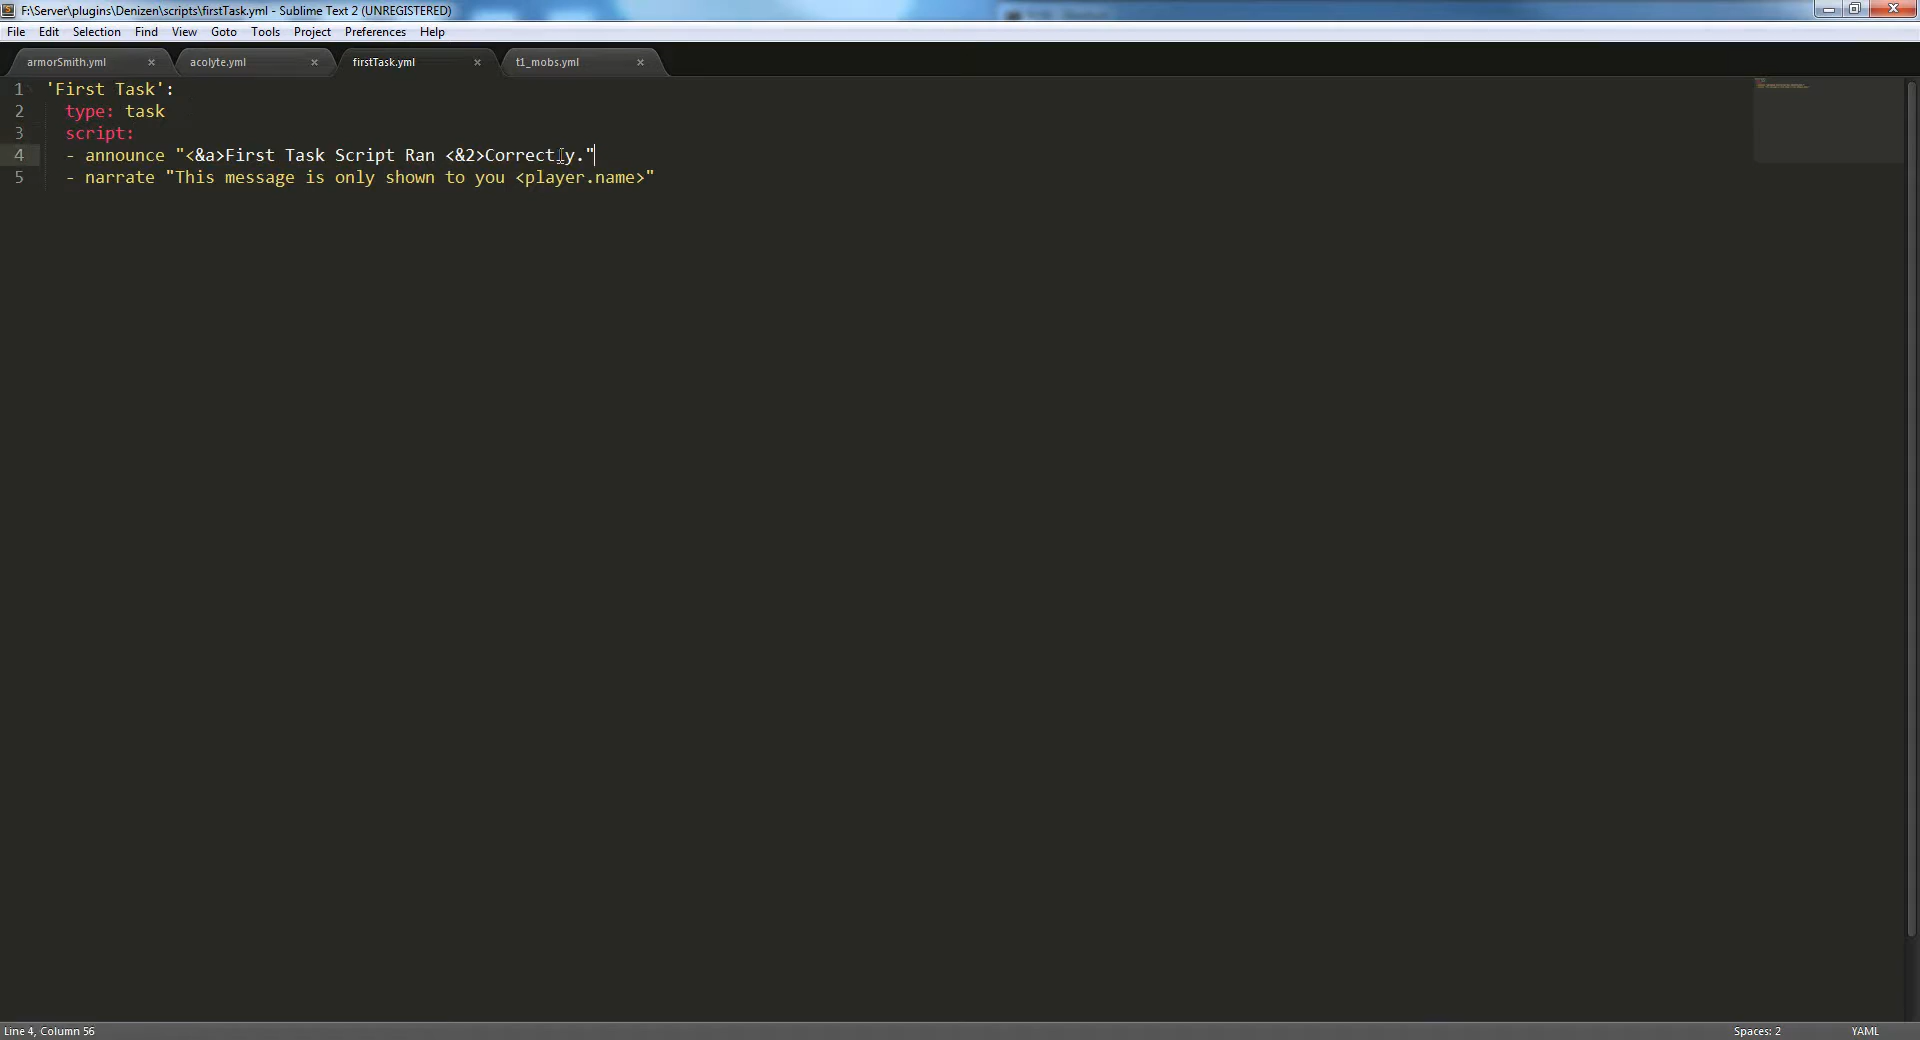 F:\Server\plugins\Denizen\scripts\firstTask.yml - Sublime Text 2 (UNREGISTERED)
File Edit Selection Find View Goto Tools Project Preferences Help
armorSmith.yml × acolyte.yml × firstTask.yml × t1_mobs.yml ×
1 'First Task':
2 type: task
3 script:
4 - announce "<&a>First Task Script Ran <&2>Correctly."
5 - narrate "This message is only shown to you <player.name>"
Line 4, Column 56 Spaces: 2 YAML